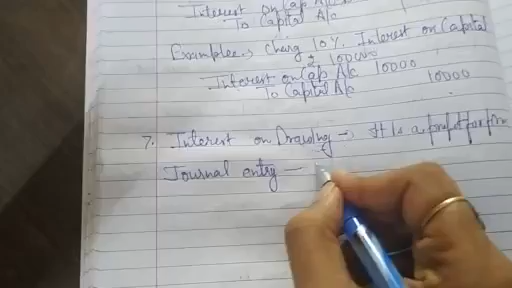 Interest on Cap A/c
To Capital A/c
Example:- Charg 10% Interest on Capital
₹ 100000
Interest on Cap A/c 10000
To Capital A/c 10000
7. Interest on Drawing -: It is a profit for firm
Journal entry -